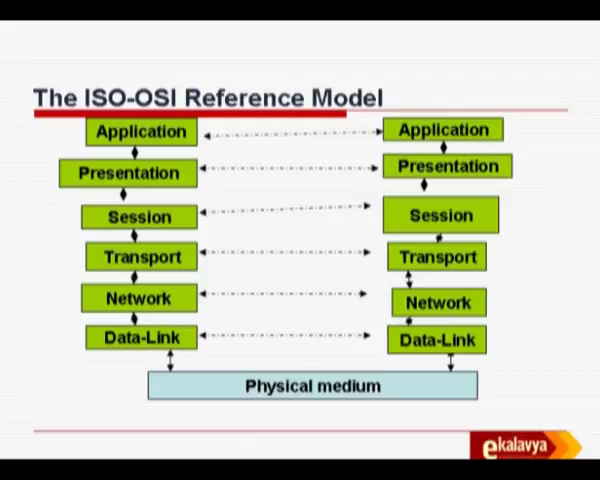 The ISO-OSI Reference Model
Application
Application
Presentation
Presentation
Session
Session
Transport
Transport
Network
Network
Data-Link
Data-Link
Physical medium
ekalavya